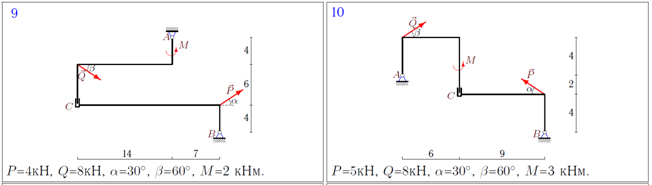 9
A
M
4
β
Q
6
P
α
C
4
B
14
7
P=4кН, Q=8кН, α=30°, β=60°, M=2 кНм.
10
Q
β
4
A
M
P
2
α
C
4
B
6
9
P=5кН, Q=8кН, α=30°, β=60°, M=3 кНм.